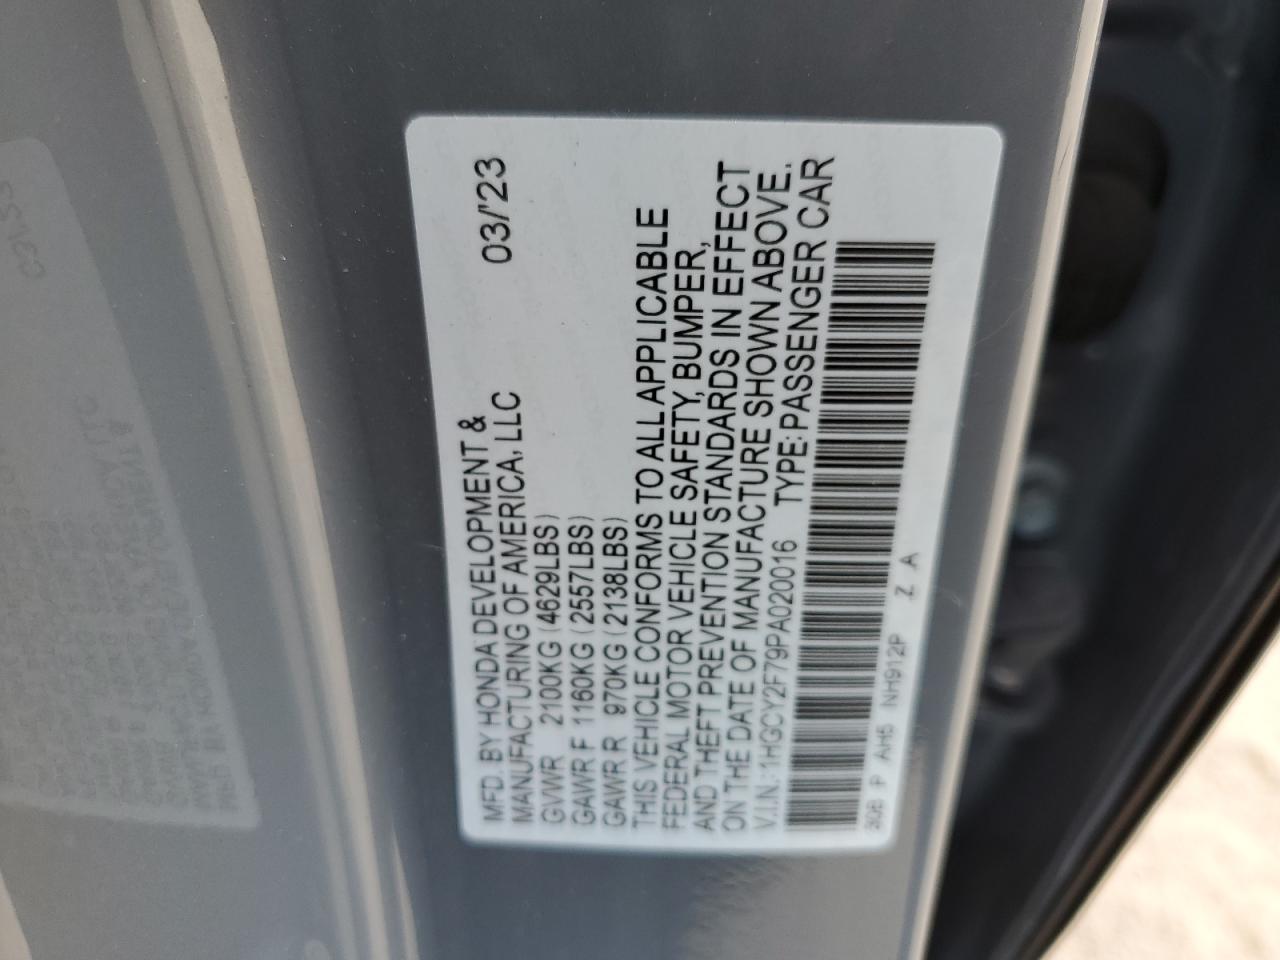 MFD. BY HONDA DEVELOPMENT &
MANUFACTURING OF AMERICA, LLC 03/'23
GVWR 2100KG (4629LBS)
GAWR F 1160KG (2557LBS)
GAWR R 970KG (2138LBS)
THIS VEHICLE CONFORMS TO ALL APPLICABLE
FEDERAL MOTOR VEHICLE SAFETY, BUMPER,
AND THEFT PREVENTION STANDARDS IN EFFECT
ON THE DATE OF MANUFACTURE SHOWN ABOVE.
V.I.N.: 1HGCY2F79PA020016 TYPE: PASSENGER CAR
P AH5 NH912P Z A